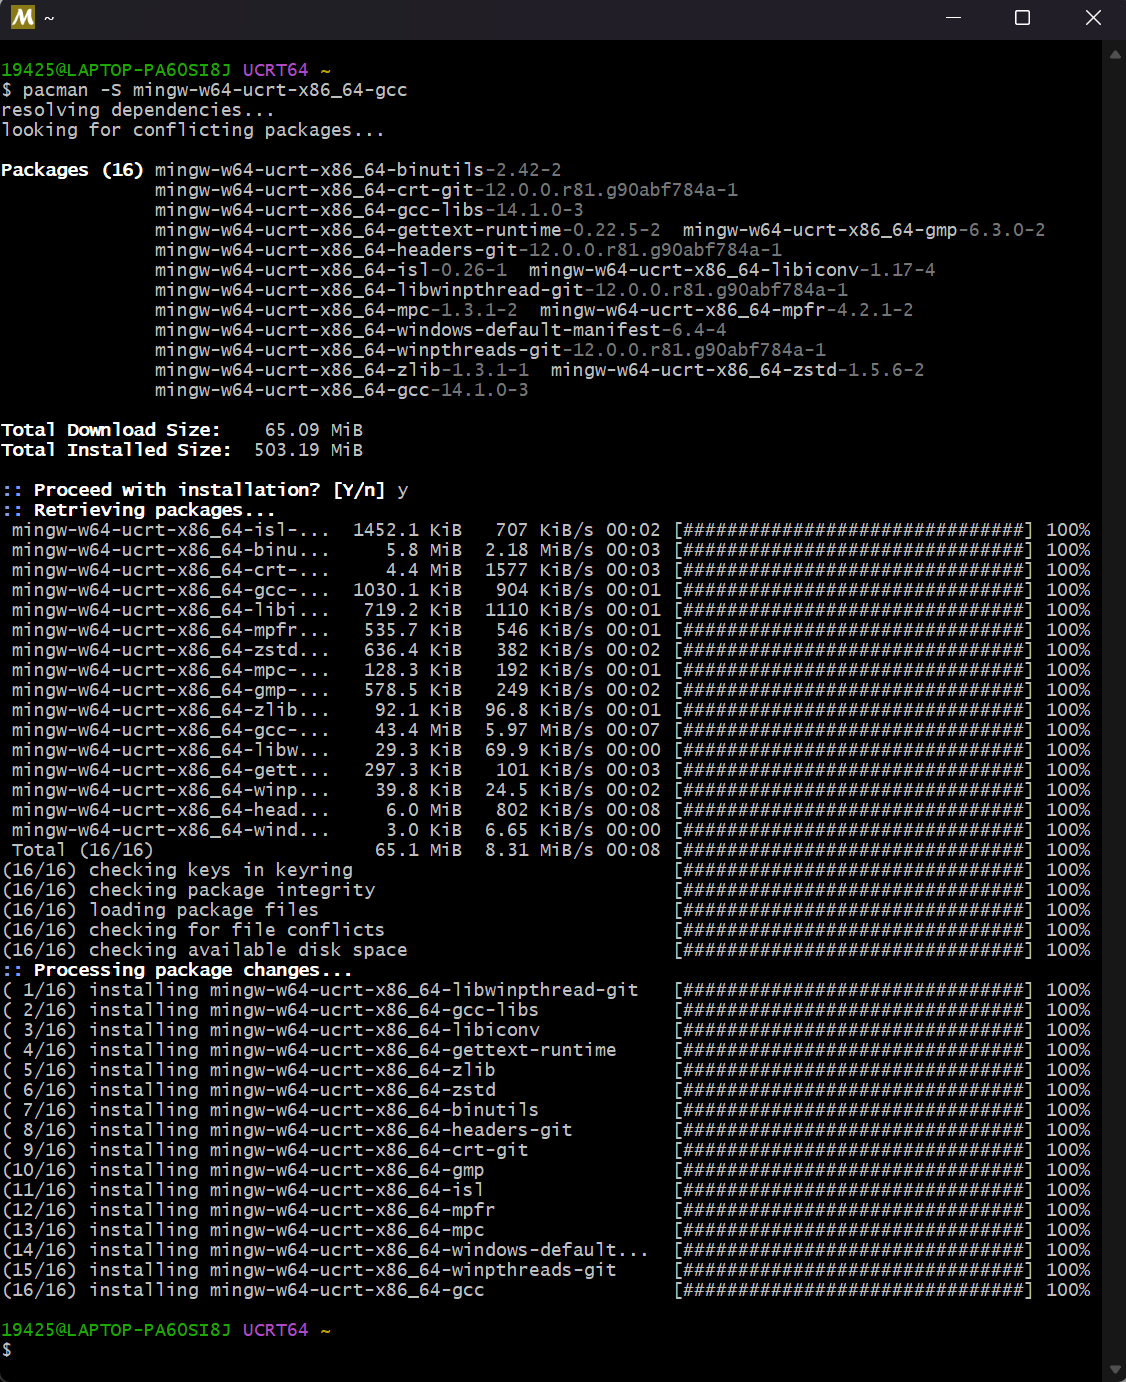 M ~
19425@LAPTOP-PA60SI8J UCRT64 ~
$ pacman -S mingw-w64-ucrt-x86_64-gcc
resolving dependencies...
looking for conflicting packages...
Packages (16) mingw-w64-ucrt-x86_64-binutils-2.42-2
mingw-w64-ucrt-x86_64-crt-git-12.0.0.r81.g90abf784a-1
mingw-w64-ucrt-x86_64-gcc-libs-14.1.0-3
mingw-w64-ucrt-x86_64-gettext-runtime-0.22.5-2  mingw-w64-ucrt-x86_64-gmp-6.3.0-2
mingw-w64-ucrt-x86_64-headers-git-12.0.0.r81.g90abf784a-1
mingw-w64-ucrt-x86_64-isl-0.26-1  mingw-w64-ucrt-x86_64-libiconv-1.17-4
mingw-w64-ucrt-x86_64-libwinpthread-git-12.0.0.r81.g90abf784a-1
mingw-w64-ucrt-x86_64-mpc-1.3.1-2  mingw-w64-ucrt-x86_64-mpfr-4.2.1-2
mingw-w64-ucrt-x86_64-windows-default-manifest-6.4-4
mingw-w64-ucrt-x86_64-winpthreads-git-12.0.0.r81.g90abf784a-1
mingw-w64-ucrt-x86_64-zlib-1.3.1-1  mingw-w64-ucrt-x86_64-zstd-1.5.6-2
mingw-w64-ucrt-x86_64-gcc-14.1.0-3
Total Download Size:    65.09 MiB
Total Installed Size:  503.19 MiB
:: Proceed with installation? [Y/n] y
:: Retrieving packages...
mingw-w64-ucrt-x86_64-isl-...  1452.1 KiB   707 KiB/s 00:02 [###############################] 100%
mingw-w64-ucrt-x86_64-binu...     5.8 MiB  2.18 MiB/s 00:03 [###############################] 100%
mingw-w64-ucrt-x86_64-crt-...     4.4 MiB  1577 KiB/s 00:03 [###############################] 100%
mingw-w64-ucrt-x86_64-gcc-...  1030.1 KiB   904 KiB/s 00:01 [###############################] 100%
mingw-w64-ucrt-x86_64-libi...   719.2 KiB  1110 KiB/s 00:01 [###############################] 100%
mingw-w64-ucrt-x86_64-mpfr...   535.7 KiB   546 KiB/s 00:01 [###############################] 100%
mingw-w64-ucrt-x86_64-zstd...   636.4 KiB   382 KiB/s 00:02 [###############################] 100%
mingw-w64-ucrt-x86_64-mpc-...   128.3 KiB   192 KiB/s 00:01 [###############################] 100%
mingw-w64-ucrt-x86_64-gmp-...   578.5 KiB   249 KiB/s 00:02 [###############################] 100%
mingw-w64-ucrt-x86_64-zlib...    92.1 KiB  96.8 KiB/s 00:01 [###############################] 100%
mingw-w64-ucrt-x86_64-gcc-...    43.4 MiB  5.97 MiB/s 00:07 [###############################] 100%
mingw-w64-ucrt-x86_64-libw...    29.3 KiB  69.9 KiB/s 00:00 [###############################] 100%
mingw-w64-ucrt-x86_64-gett...   297.3 KiB   101 KiB/s 00:03 [###############################] 100%
mingw-w64-ucrt-x86_64-winp...    39.8 KiB  24.5 KiB/s 00:02 [###############################] 100%
mingw-w64-ucrt-x86_64-head...     6.0 MiB   802 KiB/s 00:08 [###############################] 100%
mingw-w64-ucrt-x86_64-wind...     3.0 KiB  6.65 KiB/s 00:00 [###############################] 100%
Total (16/16)                    65.1 MiB  8.31 MiB/s 00:08 [###############################] 100%
(16/16) checking keys in keyring                             [###############################] 100%
(16/16) checking package integrity                           [###############################] 100%
(16/16) loading package files                                [###############################] 100%
(16/16) checking for file conflicts                          [###############################] 100%
(16/16) checking available disk space                        [###############################] 100%
:: Processing package changes...
( 1/16) installing mingw-w64-ucrt-x86_64-libwinpthread-git   [###############################] 100%
( 2/16) installing mingw-w64-ucrt-x86_64-gcc-libs            [###############################] 100%
( 3/16) installing mingw-w64-ucrt-x86_64-libiconv            [###############################] 100%
( 4/16) installing mingw-w64-ucrt-x86_64-gettext-runtime     [###############################] 100%
( 5/16) installing mingw-w64-ucrt-x86_64-zlib                [###############################] 100%
( 6/16) installing mingw-w64-ucrt-x86_64-zstd                [###############################] 100%
( 7/16) installing mingw-w64-ucrt-x86_64-binutils            [###############################] 100%
( 8/16) installing mingw-w64-ucrt-x86_64-headers-git         [###############################] 100%
( 9/16) installing mingw-w64-ucrt-x86_64-crt-git             [###############################] 100%
(10/16) installing mingw-w64-ucrt-x86_64-gmp                 [###############################] 100%
(11/16) installing mingw-w64-ucrt-x86_64-isl                 [###############################] 100%
(12/16) installing mingw-w64-ucrt-x86_64-mpfr                [###############################] 100%
(13/16) installing mingw-w64-ucrt-x86_64-mpc                 [###############################] 100%
(14/16) installing mingw-w64-ucrt-x86_64-windows-default...  [###############################] 100%
(15/16) installing mingw-w64-ucrt-x86_64-winpthreads-git     [###############################] 100%
(16/16) installing mingw-w64-ucrt-x86_64-gcc                 [###############################] 100%
19425@LAPTOP-PA60SI8J UCRT64 ~
$